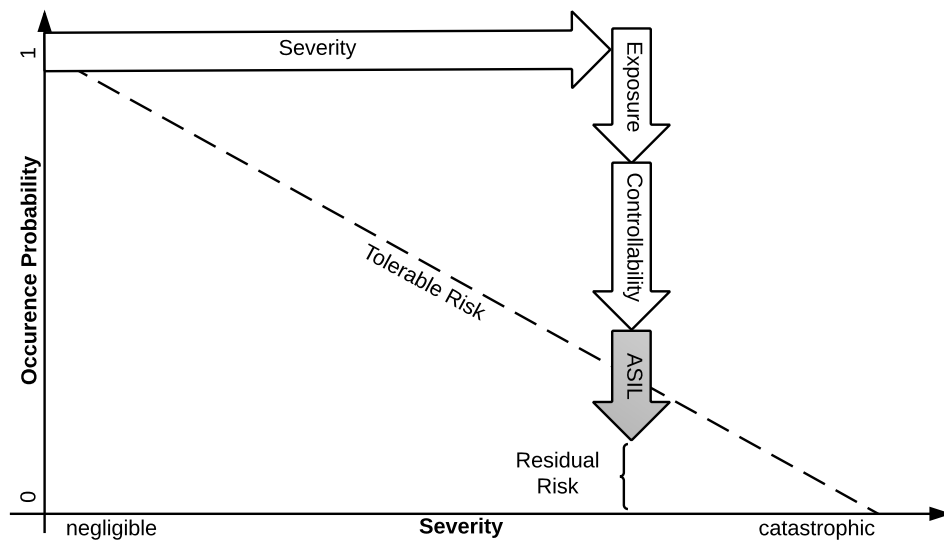 1
Severity
Exposure
Controllability
Occurence Probability
Tolerable Risk
ASIL
Residual
Risk
0
negligible
Severity
catastrophic